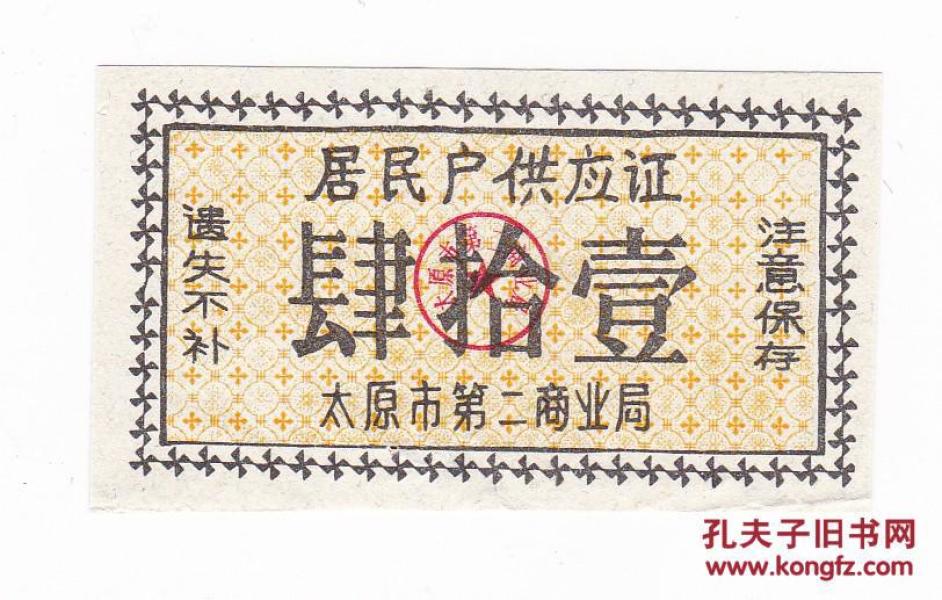 居民户供应证
遗失不补
肆拾壹
注意保存
太原市第二商业局
孔夫子旧书网
www.kongfz.com